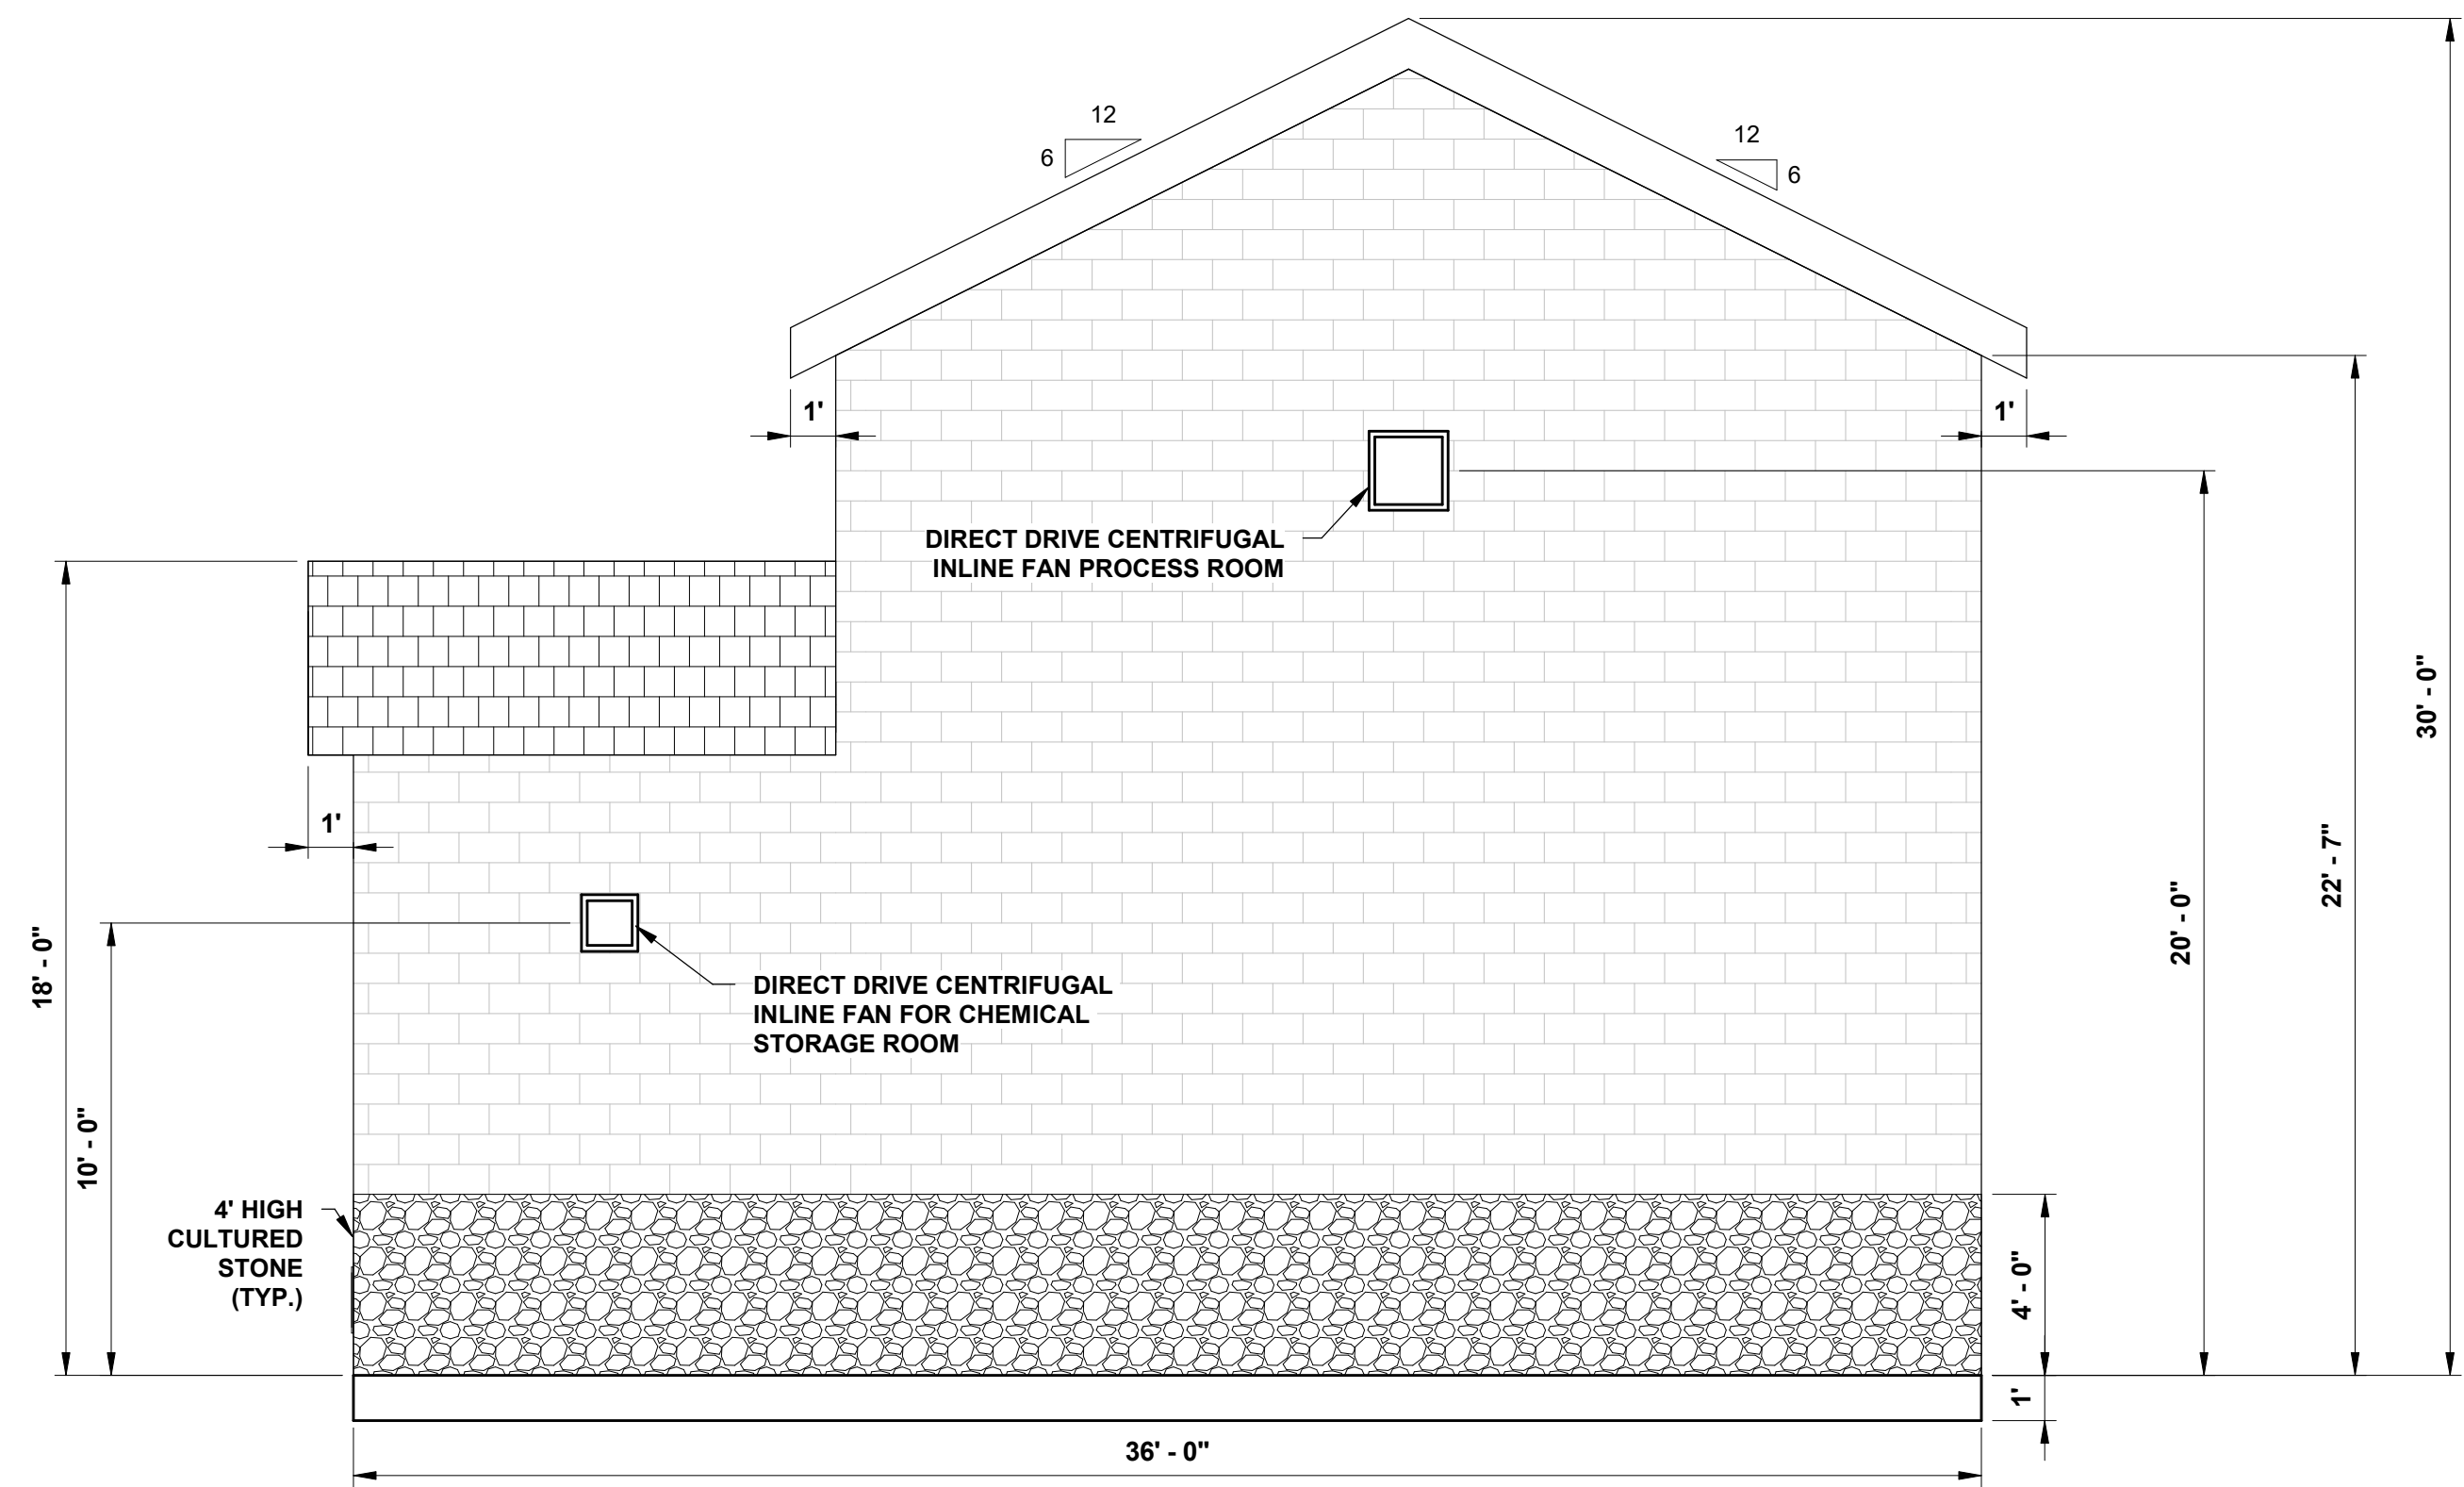 12
6
12
6
1'
1'
DIRECT DRIVE CENTRIFUGAL
INLINE FAN PROCESS ROOM
30' - 0"
1'
22' - 7"
20' - 0"
18' - 0"
DIRECT DRIVE CENTRIFUGAL
INLINE FAN FOR CHEMICAL
STORAGE ROOM
10' - 0"
4' HIGH
CULTURED
STONE
(TYP.)
4' - 0"
1'
36' - 0"